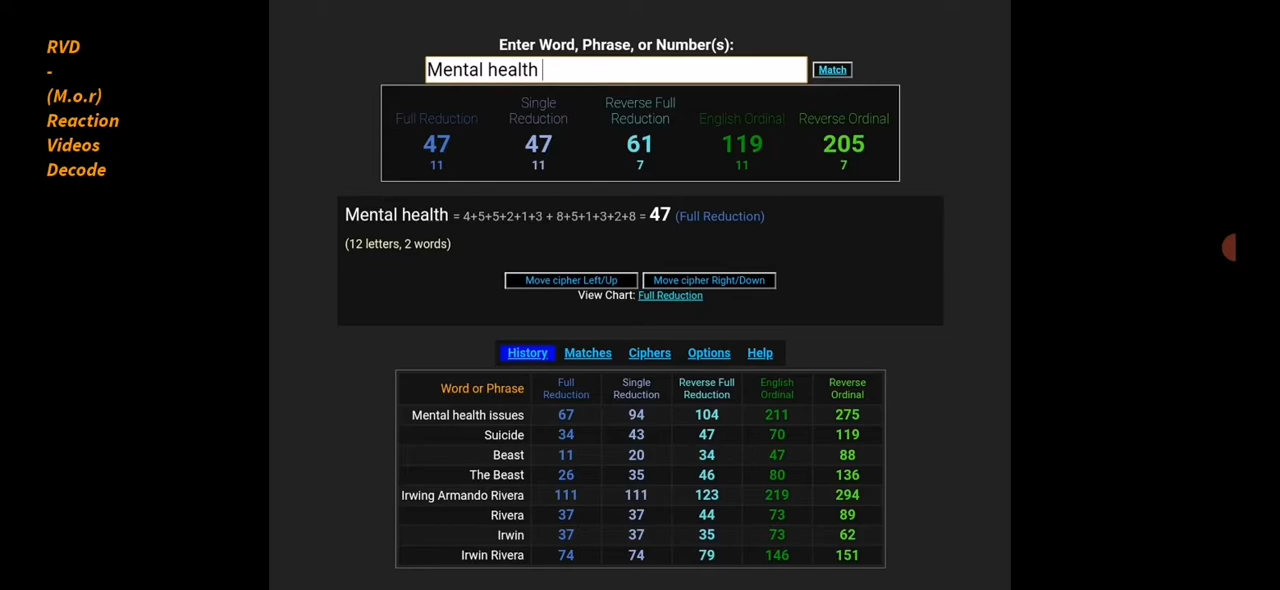 RVD
-
(M.o.r)
Reaction
Videos
Decode
Enter Word, Phrase, or Number(s):
Mental health
Match
Full Reduction Single Reduction Reverse Full Reduction English Ordinal Reverse Ordinal
47 47 61 119 205
11 11 7 11 7
Mental health = 4+5+5+2+1+3 + 8+5+1+3+2+8 = 47 (Full Reduction)
(12 letters, 2 words)
Move cipher Left/Up Move cipher Right/Down
View Chart: Full Reduction
History Matches Ciphers Options Help
Word or Phrase Full Reduction Single Reduction Reverse Full Reduction English Ordinal Reverse Ordinal
Mental health issues 67 94 104 211 275
Suicide 34 43 47 70 119
Beast 11 20 34 47 88
The Beast 26 35 46 80 136
Irwing Armando Rivera 111 111 123 219 294
Rivera 37 37 44 73 89
Irwin 37 37 35 73 62
Irwin Rivera 74 74 79 146 151